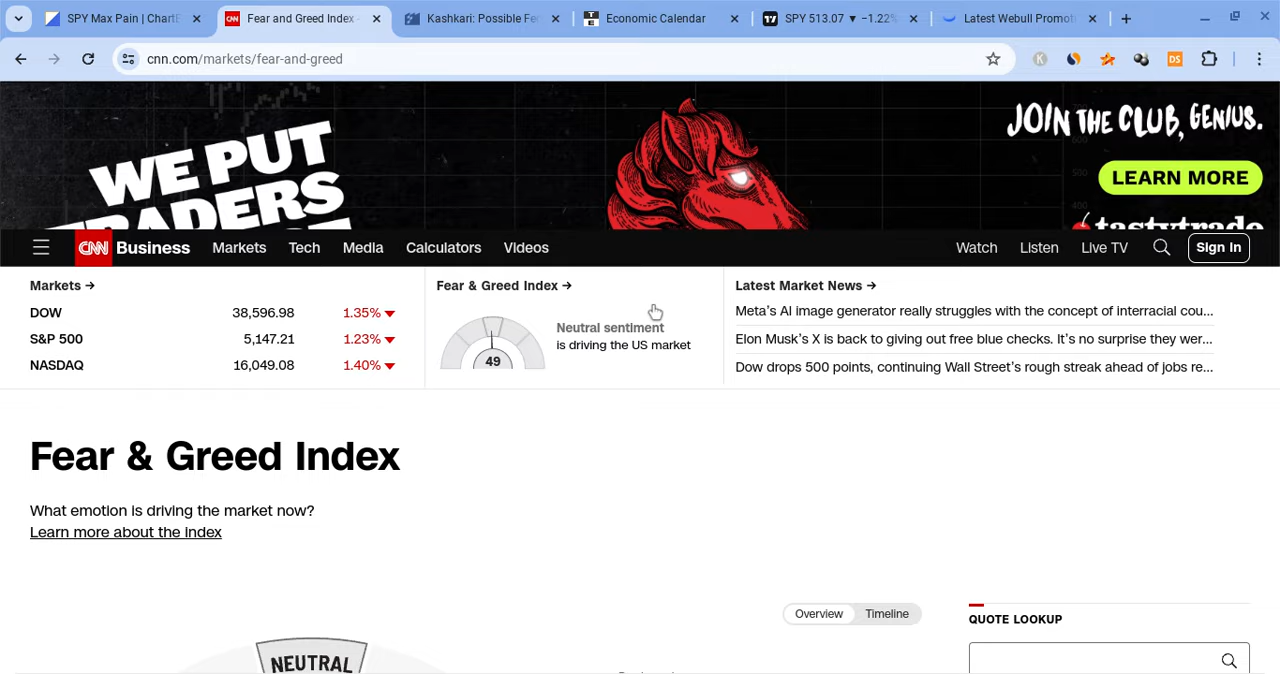 SPY Max Pain | Chart
Fear and Greed Index -
Kashkari: Possible Fe
Economic Calendar
SPY 513.07 ▼ −1.22%
Latest Webull Promot
cnn.com/markets/fear-and-greed
WE PUT
TRADERS
JOIN THE CLUB, GENIUS.
LEARN MORE
tastytrade
CNN Business Markets Tech Media Calculators Videos Watch Listen Live TV Sign In
Markets →
DOW 38,596.98 1.35% ▼
S&P 500 5,147.21 1.23% ▼
NASDAQ 16,049.08 1.40% ▼
Fear & Greed Index →
Neutral sentiment
is driving the US market
49
Latest Market News →
Meta's AI image generator really struggles with the concept of interracial cou...
Elon Musk's X is back to giving out free blue checks. It's no surprise they wer...
Dow drops 500 points, continuing Wall Street's rough streak ahead of jobs re...
Fear & Greed Index
What emotion is driving the market now?
Learn more about the index
Overview Timeline
QUOTE LOOKUP
NEUTRAL